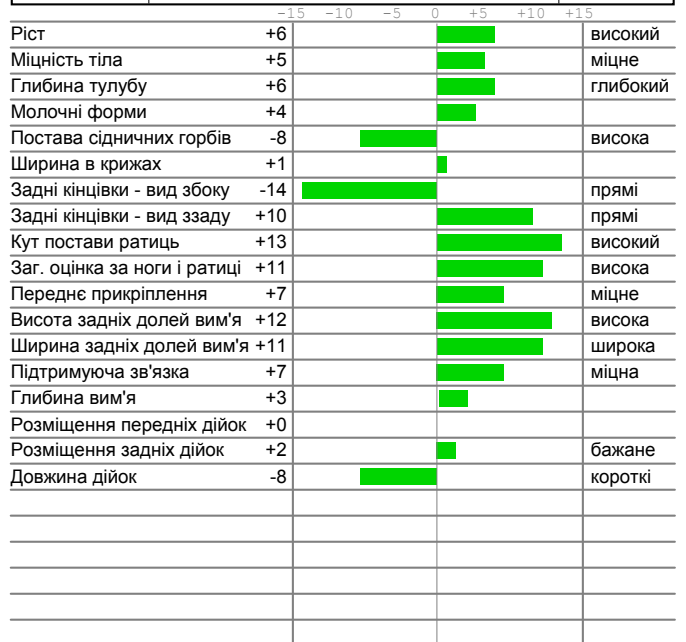 -15 -10 -5 0 +5 +10 +15
Ріст +6 високий
Міцність тіла +5 міцне
Глибина тулубу +6 глибокий
Молочні форми +4
Постава сідничних горбів -8 висока
Ширина в крижах +1
Задні кінцівки - вид збоку -14 прямі
Задні кінцівки - вид ззаду +10 прямі
Кут постави ратиць +13 високий
Заг. оцінка за ноги і ратиці +11 висока
Переднє прикріплення +7 міцне
Висота задніх долей вим'я +12 висока
Ширина задніх долей вим'я +11 широка
Підтримуюча зв'язка +7 міцна
Глибина вим'я +3
Розміщення передніх дійок +0
Розміщення задніх дійок +2 бажане
Довжина дійок -8 короткі